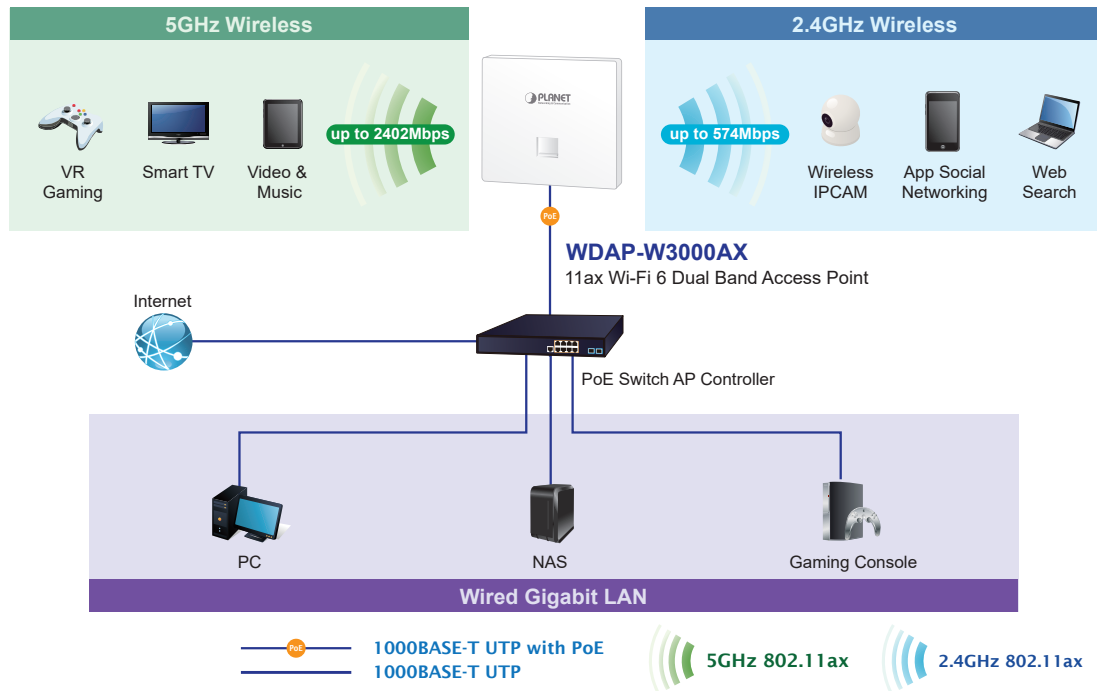 5GHz Wireless
2.4GHz Wireless
PLANET
up to 2402Mbps
up to 574Mbps
VR
Gaming
Smart TV
Video &
Music
Wireless
IPCAM
App Social
Networking
Web
Search
PoE
WDAP-W3000AX
11ax Wi-Fi 6 Dual Band Access Point
Internet
PoE Switch AP Controller
PC
NAS
Gaming Console
Wired Gigabit LAN
PoE
1000BASE-T UTP with PoE
1000BASE-T UTP
5GHz 802.11ax
2.4GHz 802.11ax